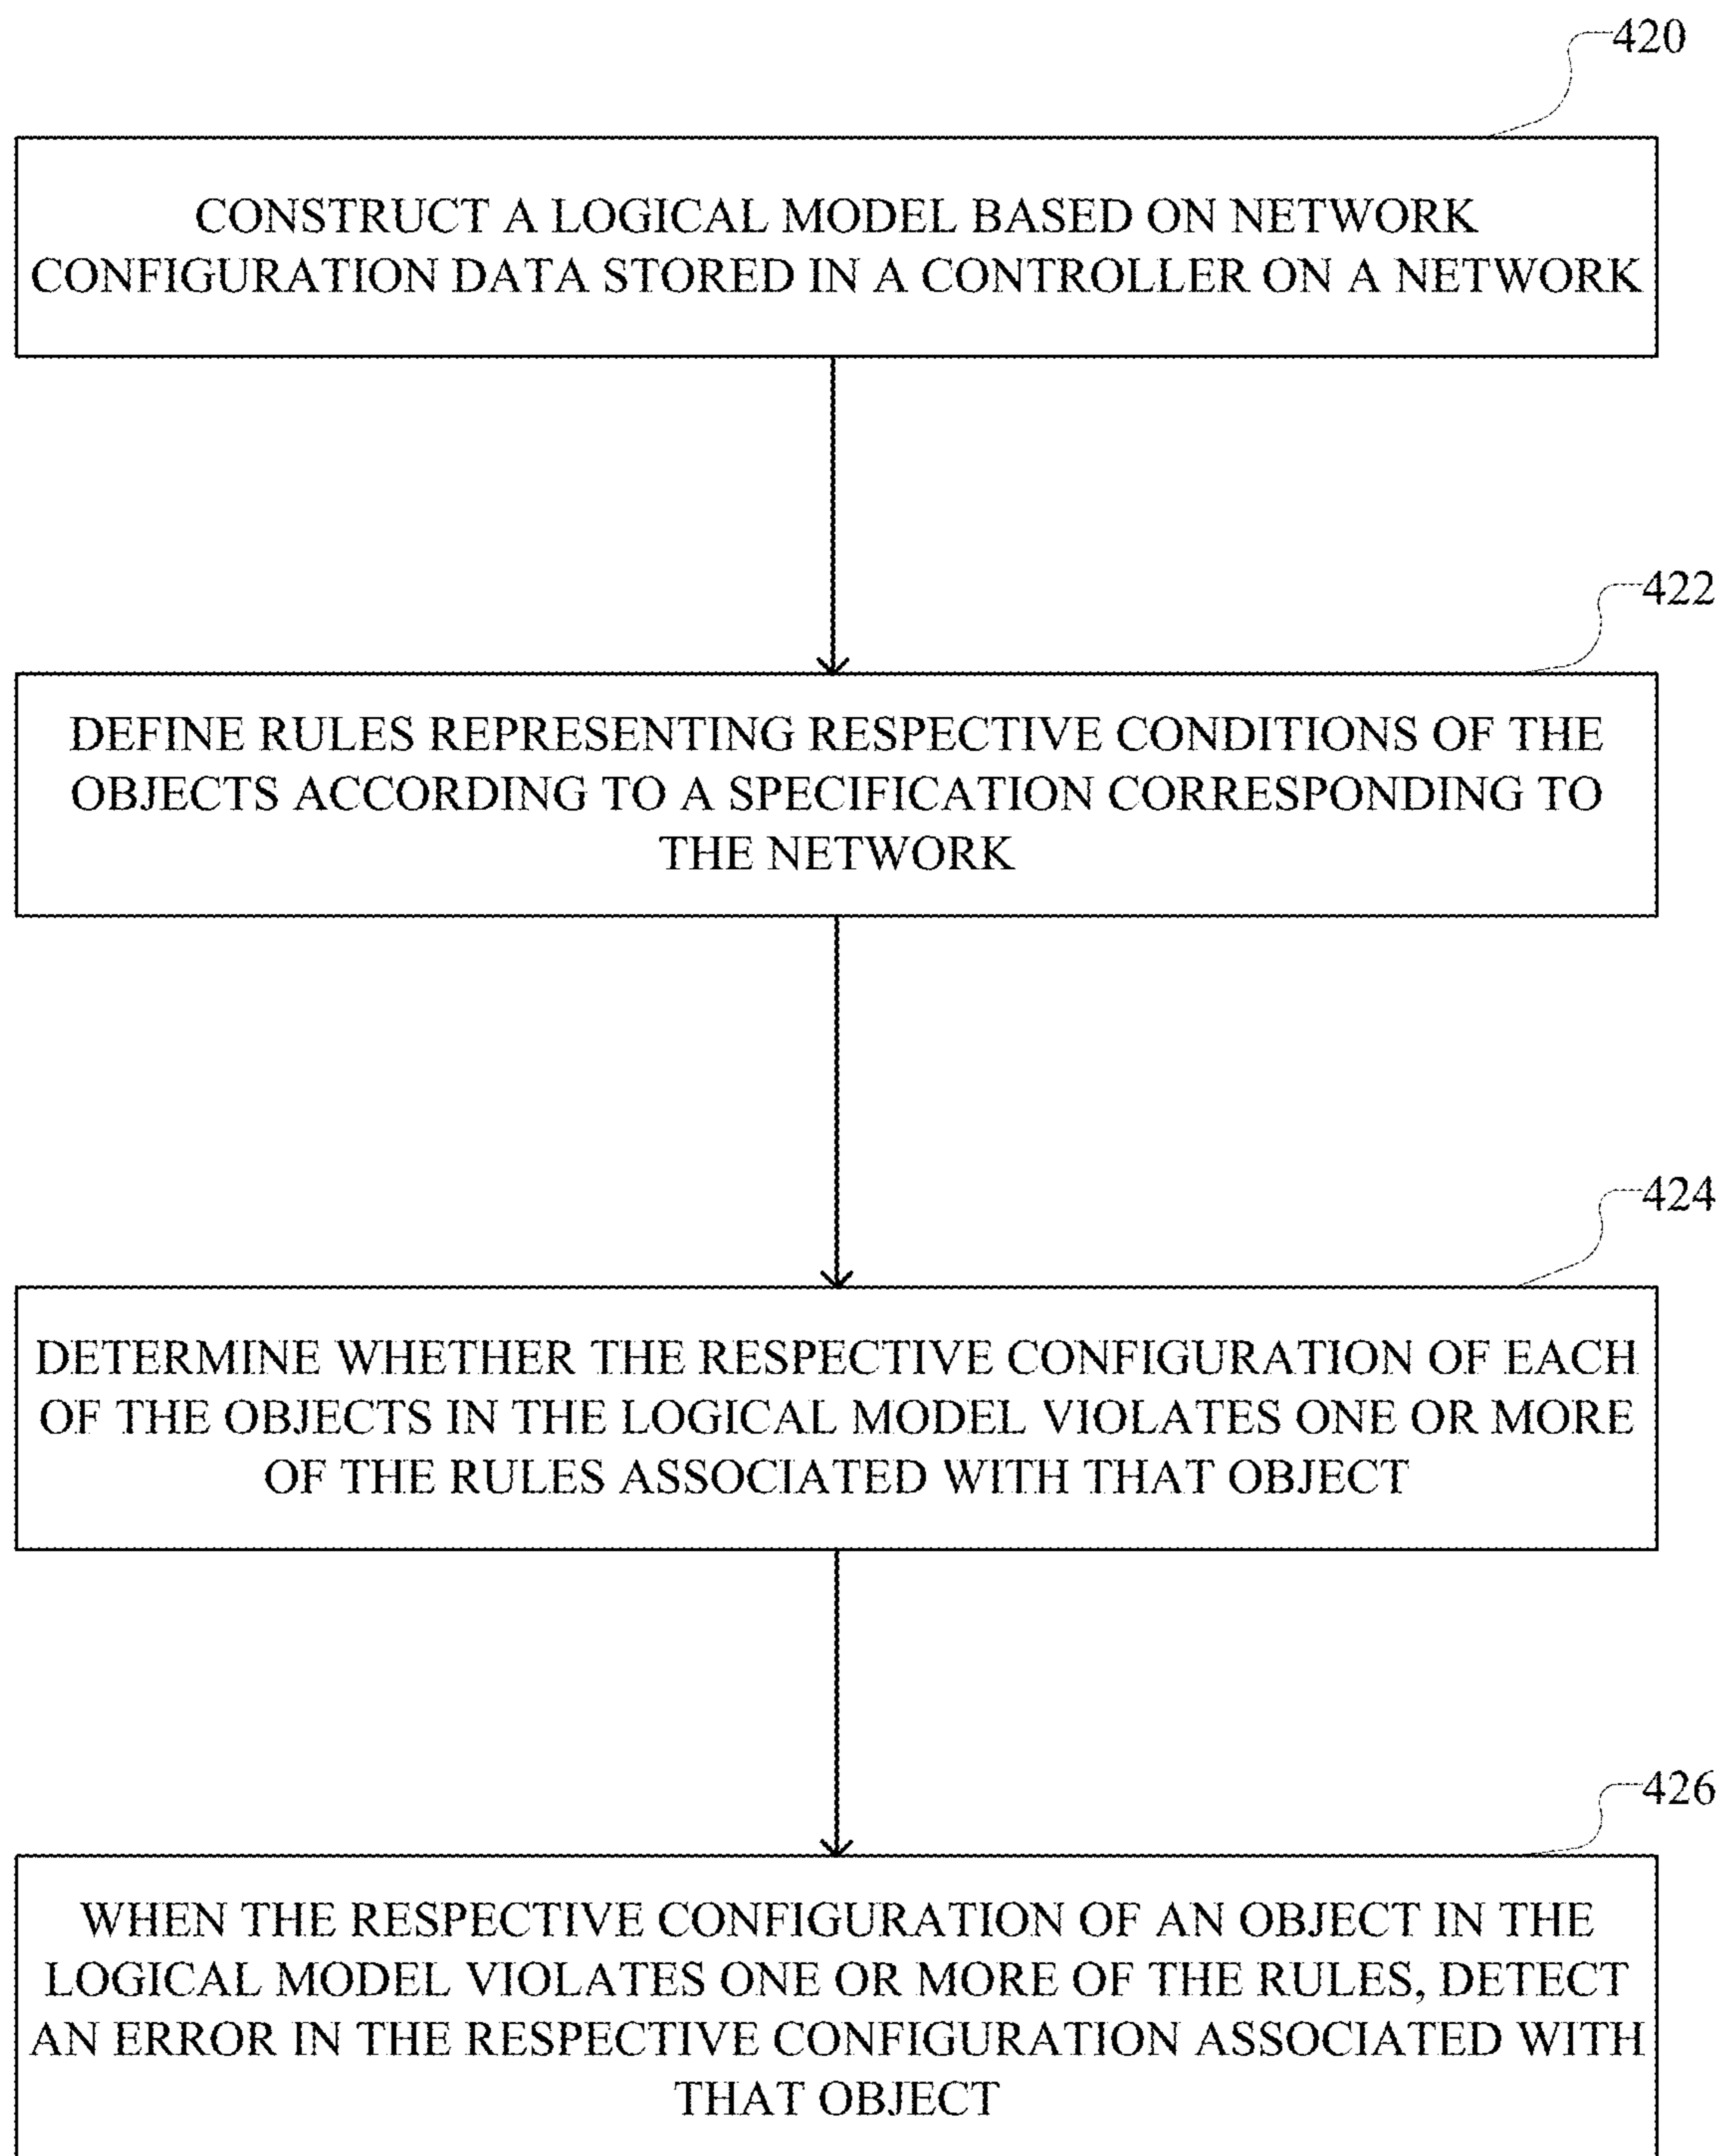 420
CONSTRUCT A LOGICAL MODEL BASED ON NETWORK
CONFIGURATION DATA STORED IN A CONTROLLER ON A NETWORK
422
DEFINE RULES REPRESENTING RESPECTIVE CONDITIONS OF THE
OBJECTS ACCORDING TO A SPECIFICATION CORRESPONDING TO
THE NETWORK
424
DETERMINE WHETHER THE RESPECTIVE CONFIGURATION OF EACH
OF THE OBJECTS IN THE LOGICAL MODEL VIOLATES ONE OR MORE
OF THE RULES ASSOCIATED WITH THAT OBJECT
426
WHEN THE RESPECTIVE CONFIGURATION OF AN OBJECT IN THE
LOGICAL MODEL VIOLATES ONE OR MORE OF THE RULES, DETECT
AN ERROR IN THE RESPECTIVE CONFIGURATION ASSOCIATED WITH
THAT OBJECT